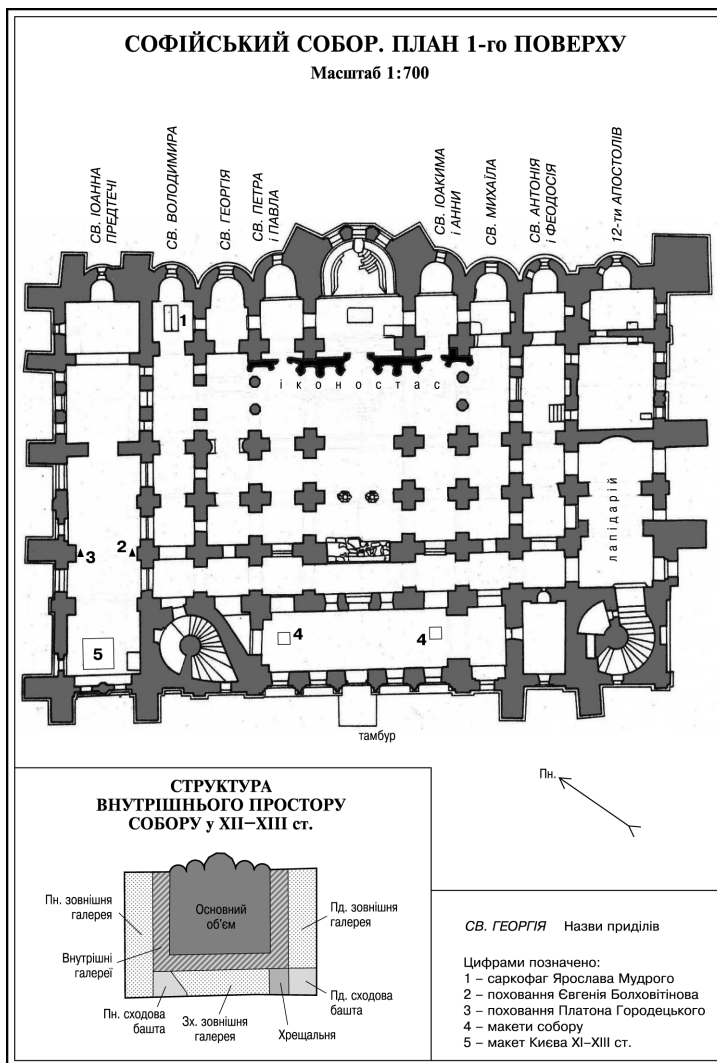 СОФІЙСЬКИЙ СОБОР. ПЛАН 1-го ПОВЕРХУ
Масштаб 1:700
СВ. ІОАННА
ПРЕДТЕЧІ
СВ. ВОЛОДИМИРА
СВ. ГЕОРГІЯ
СВ. ПЕТРА
і ПАВЛА
СВ. ІОАКИМА
і АННИ
СВ. МИХАЇЛА
СВ. АНТОНІЯ
і ФЕОДОСІЯ
12-ти АПОСТОЛІВ
1
іконостас
лапідарій
3
2
4
4
5
тамбур
СТРУКТУРА
ВНУТРІШНЬОГО ПРОСТОРУ
СОБОРУ у XII–XIII ст.
Пн. зовнішня
галерея
Основний
об'єм
Пд. зовнішня
галерея
Внутрішні
галереї
Пн. сходова
башта
Зх. зовнішня
галерея
Хрещальня
Пд. сходова
башта
Пн.
СВ. ГЕОРГІЯ Назви приділів
Цифрами позначено:
1 – саркофаг Ярослава Мудрого
2 – поховання Євгенія Болховітінова
3 – поховання Платона Городецького
4 – макети собору
5 – макет Києва XI–XIII ст.